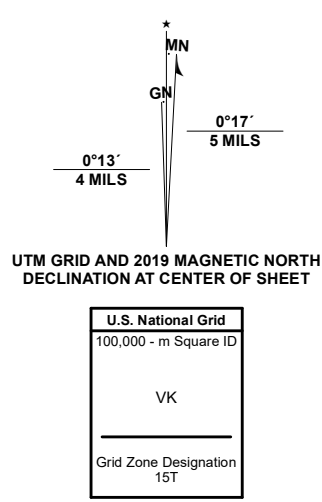 ★
MN
GN
0°17´
5 MILS
0°13´
4 MILS
UTM GRID AND 2019 MAGNETIC NORTH
DECLINATION AT CENTER OF SHEET
U.S. National Grid
100,000 - m Square ID
VK
Grid Zone Designation
15T